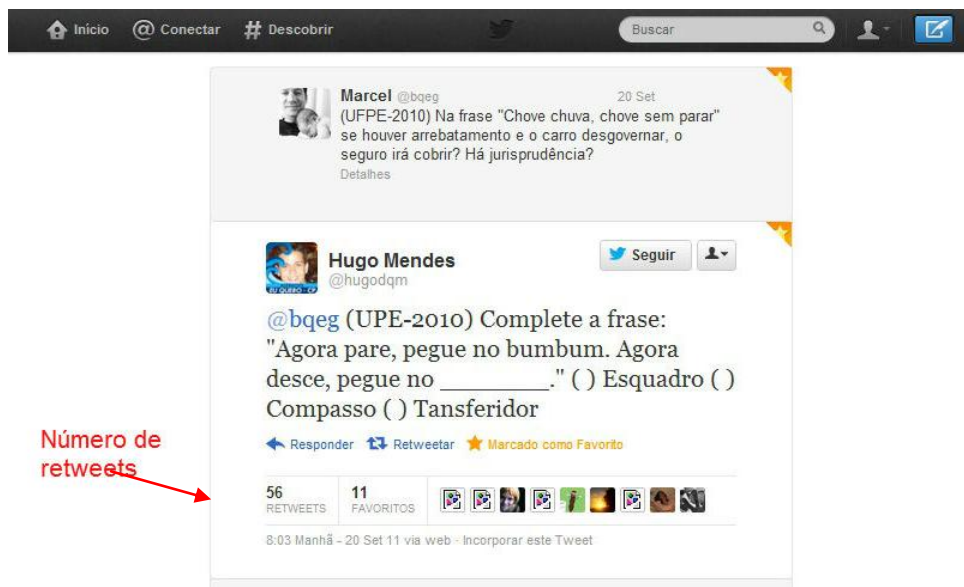 Início @ Conectar # Descobrir Buscar
Marcel @bqeg 20 Set
(UFPE-2010) Na frase "Chove chuva, chove sem parar"
se houver arrebatamento e o carro desgovernar, o
seguro irá cobrir? Há jurisprudência?
Detalhes
Hugo Mendes Seguir
@hugodqm
EU QUERO - CP
@bqeg (UPE-2010) Complete a frase:
"Agora pare, pegue no bumbum. Agora
desce, pegue no ________." ( ) Esquadro ( )
Compasso ( ) Tansferidor
Responder Retweetar Marcado como Favorito
Número de
retweets
56 11
RETWEETS FAVORITOS
8:03 Manhã - 20 Set 11 via web · Incorporar este Tweet